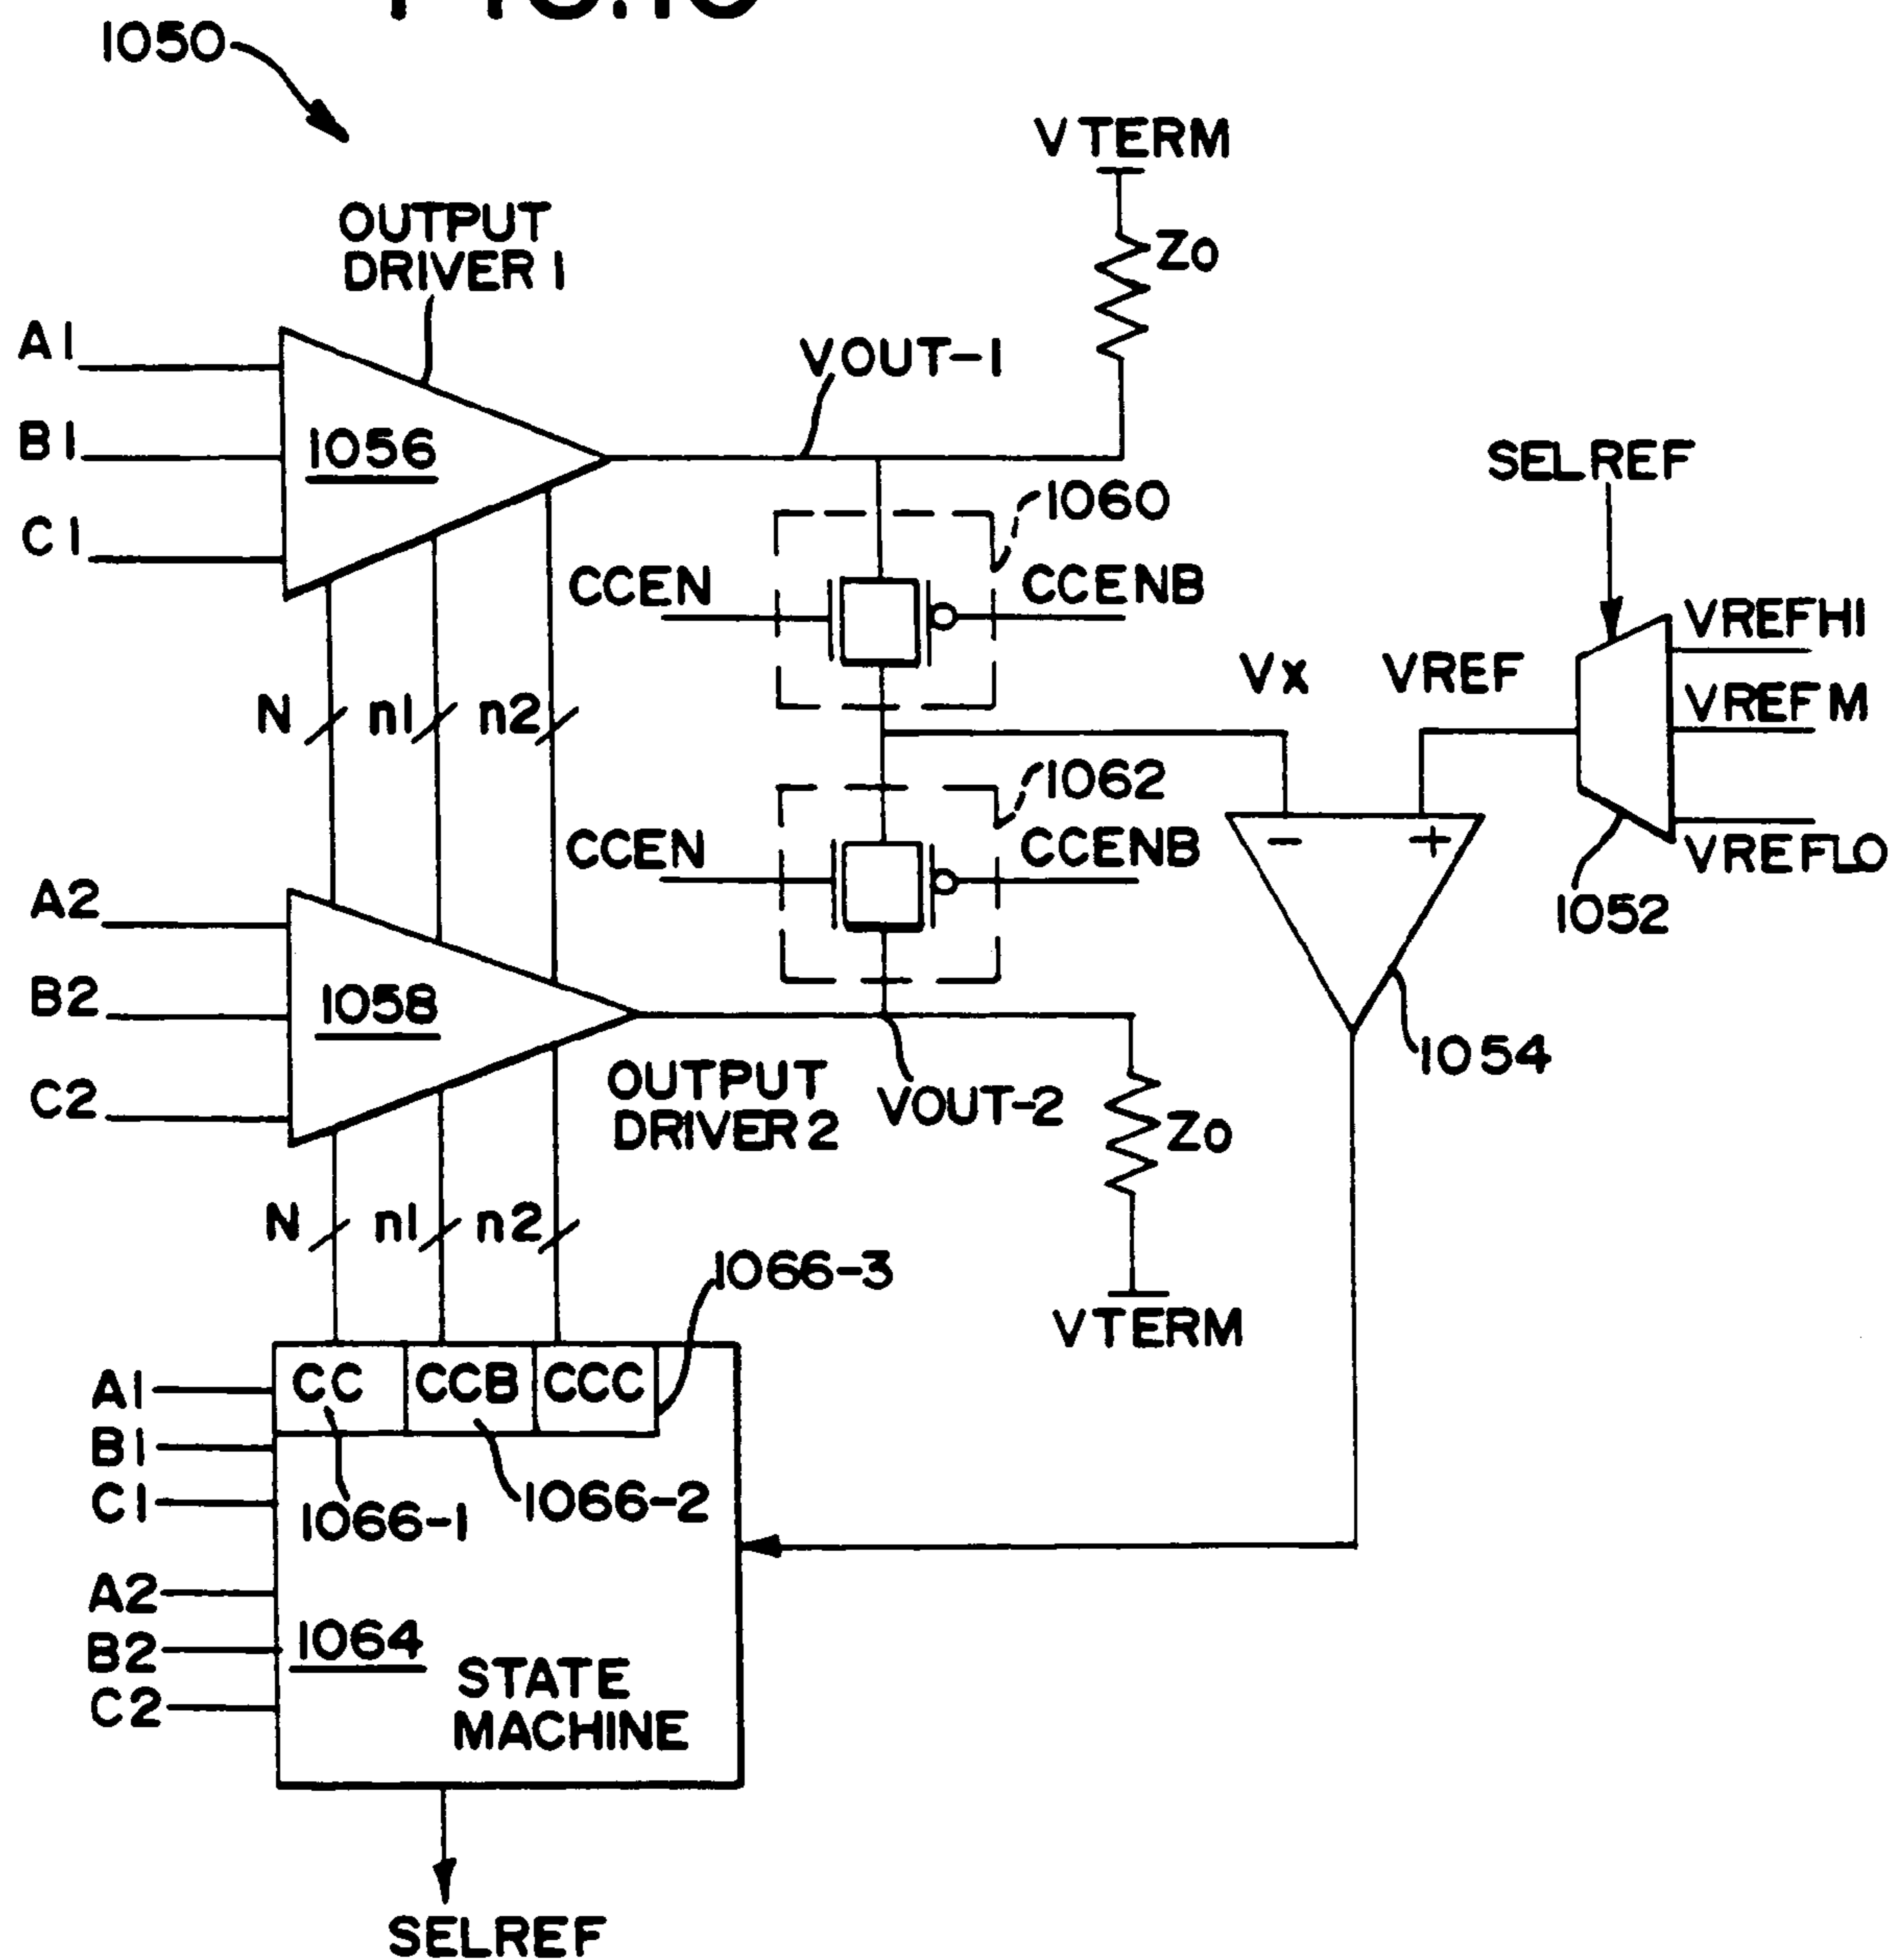 1050
VTERM
OUTPUT
DRIVER 1
Zo
A1
VOUT-1
B1
1056
SELREF
1060
C1
CCEN
CCENB
VREFHI
Vx
VREF
N
n1
n2
VREFM
1062
CCEN
CCENB
−
+
VREFLO
A2
1052
B2
1058
1054
OUTPUT
DRIVER 2
VOUT-2
C2
Zo
N
n1
n2
1066-3
VTERM
A1
CC
CCB
CCC
B1
C1
1066-1
1066-2
A2
B2
1064
STATE
MACHINE
C2
SELREF